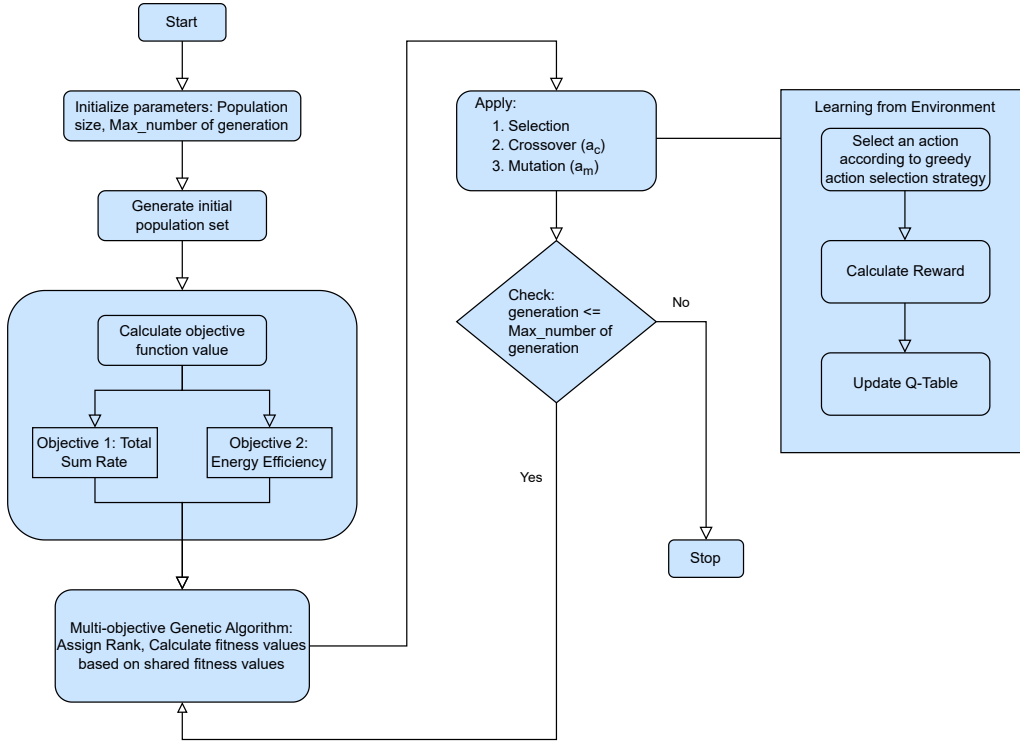 Start
Initialize parameters: Population
size, Max_number of generation
Generate initial
population set
Calculate objective
function value
Objective 1: Total
Sum Rate
Objective 2:
Energy Efficiency
Multi-objective Genetic Algorithm:
Assign Rank, Calculate fitness values
based on shared fitness values
Apply:
1. Selection
2. Crossover (ac)
3. Mutation (am)
Check:
generation <=
Max_number of
generation
No
Yes
Stop
Learning from Environment
Select an action
according to greedy
action selection strategy
Calculate Reward
Update Q-Table